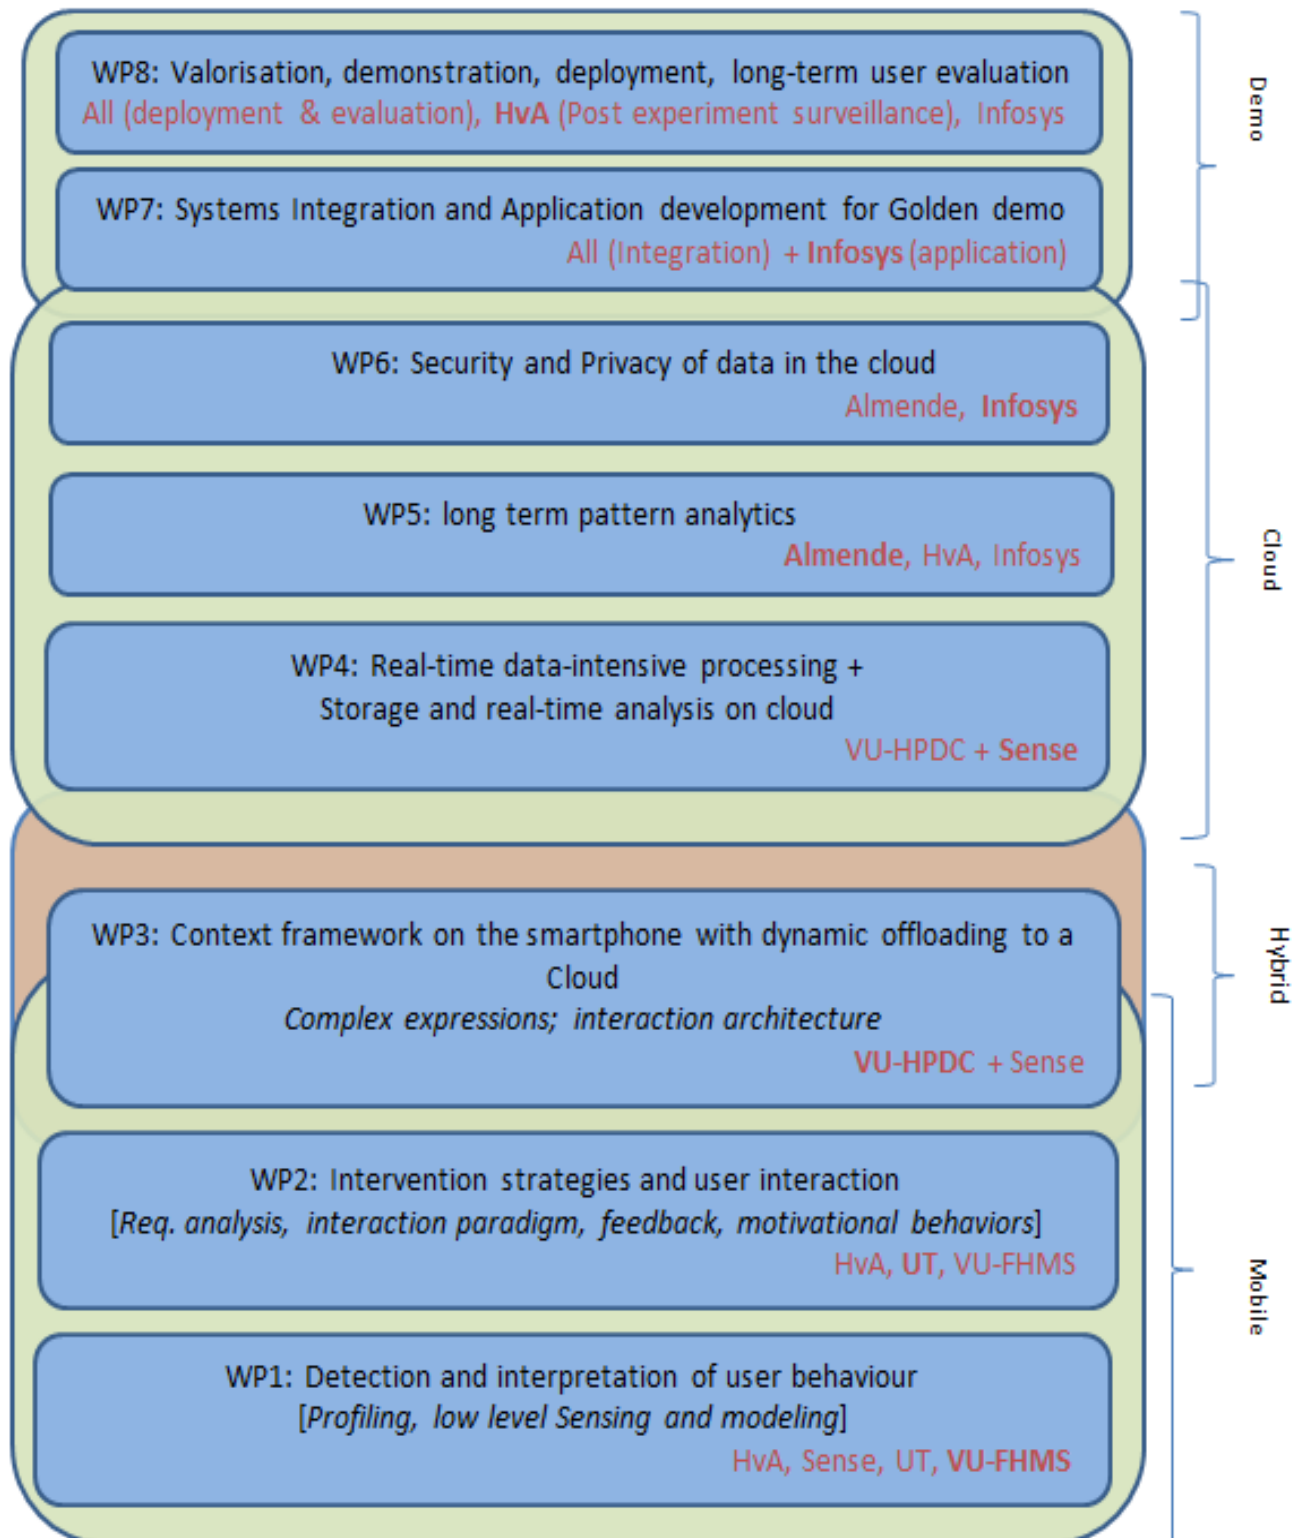 WP8: Valorisation, demonstration, deployment, long-term user evaluation
All (deployment & evaluation), HvA (Post experiment surveillance), Infosys
Demo
WP7: Systems Integration and Application development for Golden demo
All (Integration) + Infosys (application)
WP6: Security and Privacy of data in the cloud
Almende, Infosys
WP5: long term pattern analytics
Almende, HvA, Infosys
Cloud
WP4: Real-time data-intensive processing +
Storage and real-time analysis on cloud
VU-HPDC + Sense
WP3: Context framework on the smartphone with dynamic offloading to a
Cloud
Complex expressions; interaction architecture
VU-HPDC + Sense
Hybrid
WP2: Intervention strategies and user interaction
[Req. analysis, interaction paradigm, feedback, motivational behaviors]
HvA, UT, VU-FHMS
Mobile
WP1: Detection and interpretation of user behaviour
[Profiling, low level Sensing and modeling]
HvA, Sense, UT, VU-FHMS